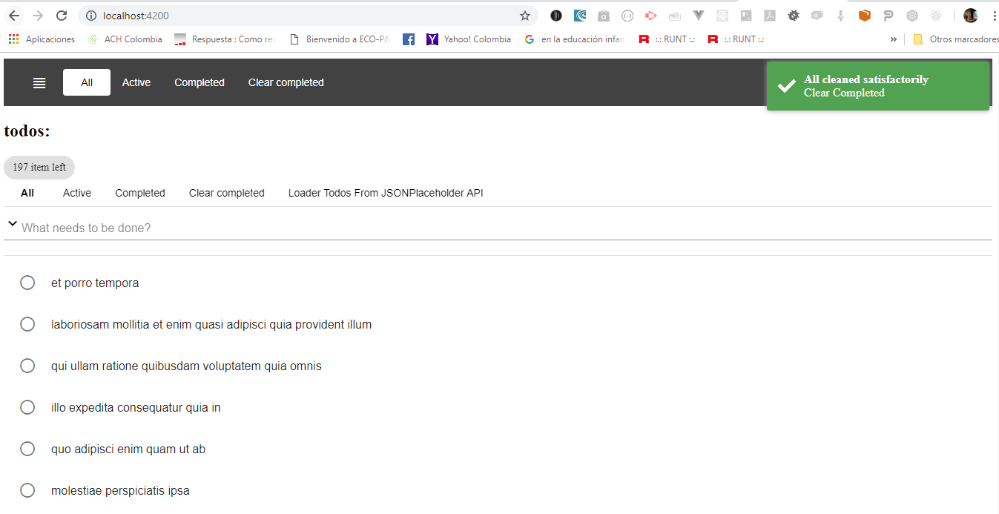 localhost:4200
Aplicaciones ACH Colombia Respuesta : Como rec Bienvenido a ECO-P& Yahoo! Colombia en la educación infan :.: RUNT :.: :.: RUNT :.: » Otros marcadores
All Active Completed Clear completed
All cleaned satisfactorily
Clear Completed
todos:
197 item left
All Active Completed Clear completed Loader Todos From JSONPlaceholder API
What needs to be done?
et porro tempora
laboriosam mollitia et enim quasi adipisci quia provident illum
qui ullam ratione quibusdam voluptatem quia omnis
illo expedita consequatur quia in
quo adipisci enim quam ut ab
molestiae perspiciatis ipsa